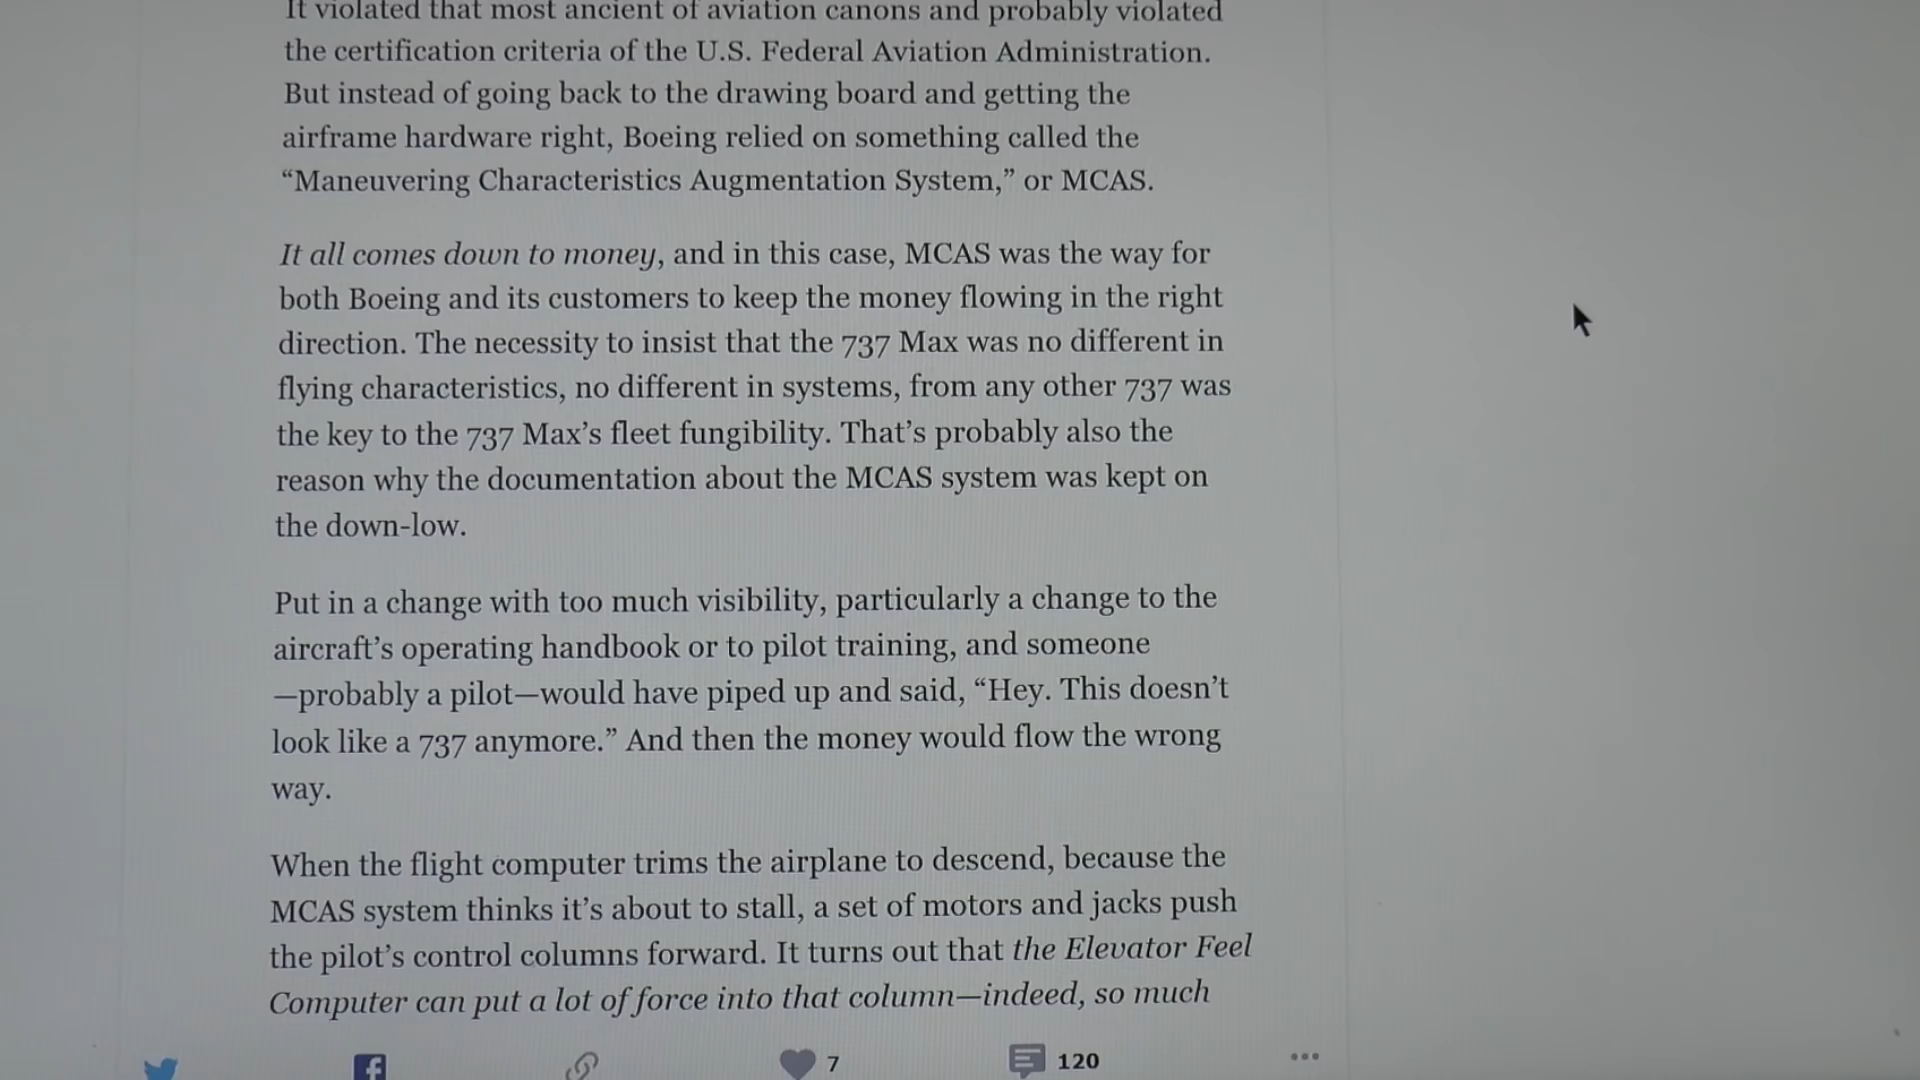 It violated that most ancient of aviation canons and probably violated
the certification criteria of the U.S. Federal Aviation Administration.
But instead of going back to the drawing board and getting the
airframe hardware right, Boeing relied on something called the
“Maneuvering Characteristics Augmentation System,” or MCAS.
It all comes down to money, and in this case, MCAS was the way for
both Boeing and its customers to keep the money flowing in the right
direction. The necessity to insist that the 737 Max was no different in
flying characteristics, no different in systems, from any other 737 was
the key to the 737 Max’s fleet fungibility. That’s probably also the
reason why the documentation about the MCAS system was kept on
the down-low.
Put in a change with too much visibility, particularly a change to the
aircraft’s operating handbook or to pilot training, and someone
—probably a pilot—would have piped up and said, “Hey. This doesn’t
look like a 737 anymore.” And then the money would flow the wrong
way.
When the flight computer trims the airplane to descend, because the
MCAS system thinks it’s about to stall, a set of motors and jacks push
the pilot’s control columns forward. It turns out that the Elevator Feel
Computer can put a lot of force into that column—indeed, so much
7
120